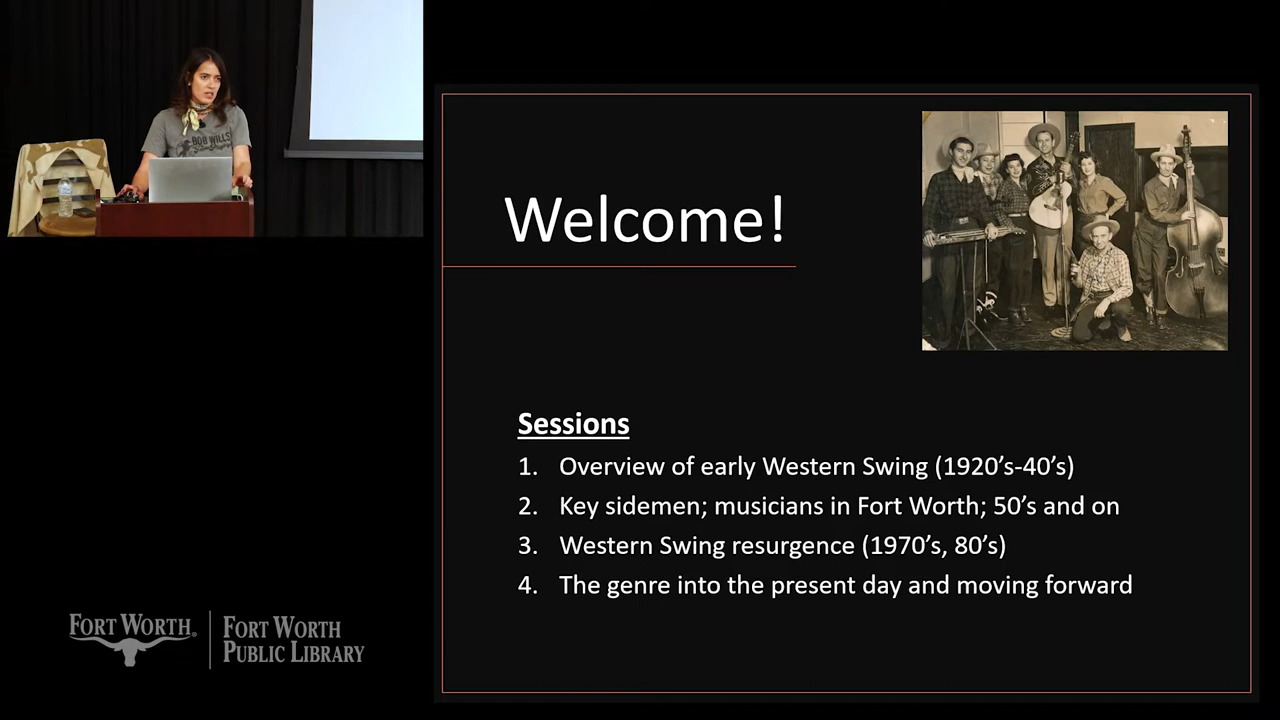 BOB WILLS
Welcome!
Sessions
1. Overview of early Western Swing (1920's-40's)
2. Key sidemen; musicians in Fort Worth; 50's and on
3. Western Swing resurgence (1970's, 80's)
4. The genre into the present day and moving forward
FORT WORTH®
FORT WORTH
PUBLIC LIBRARY